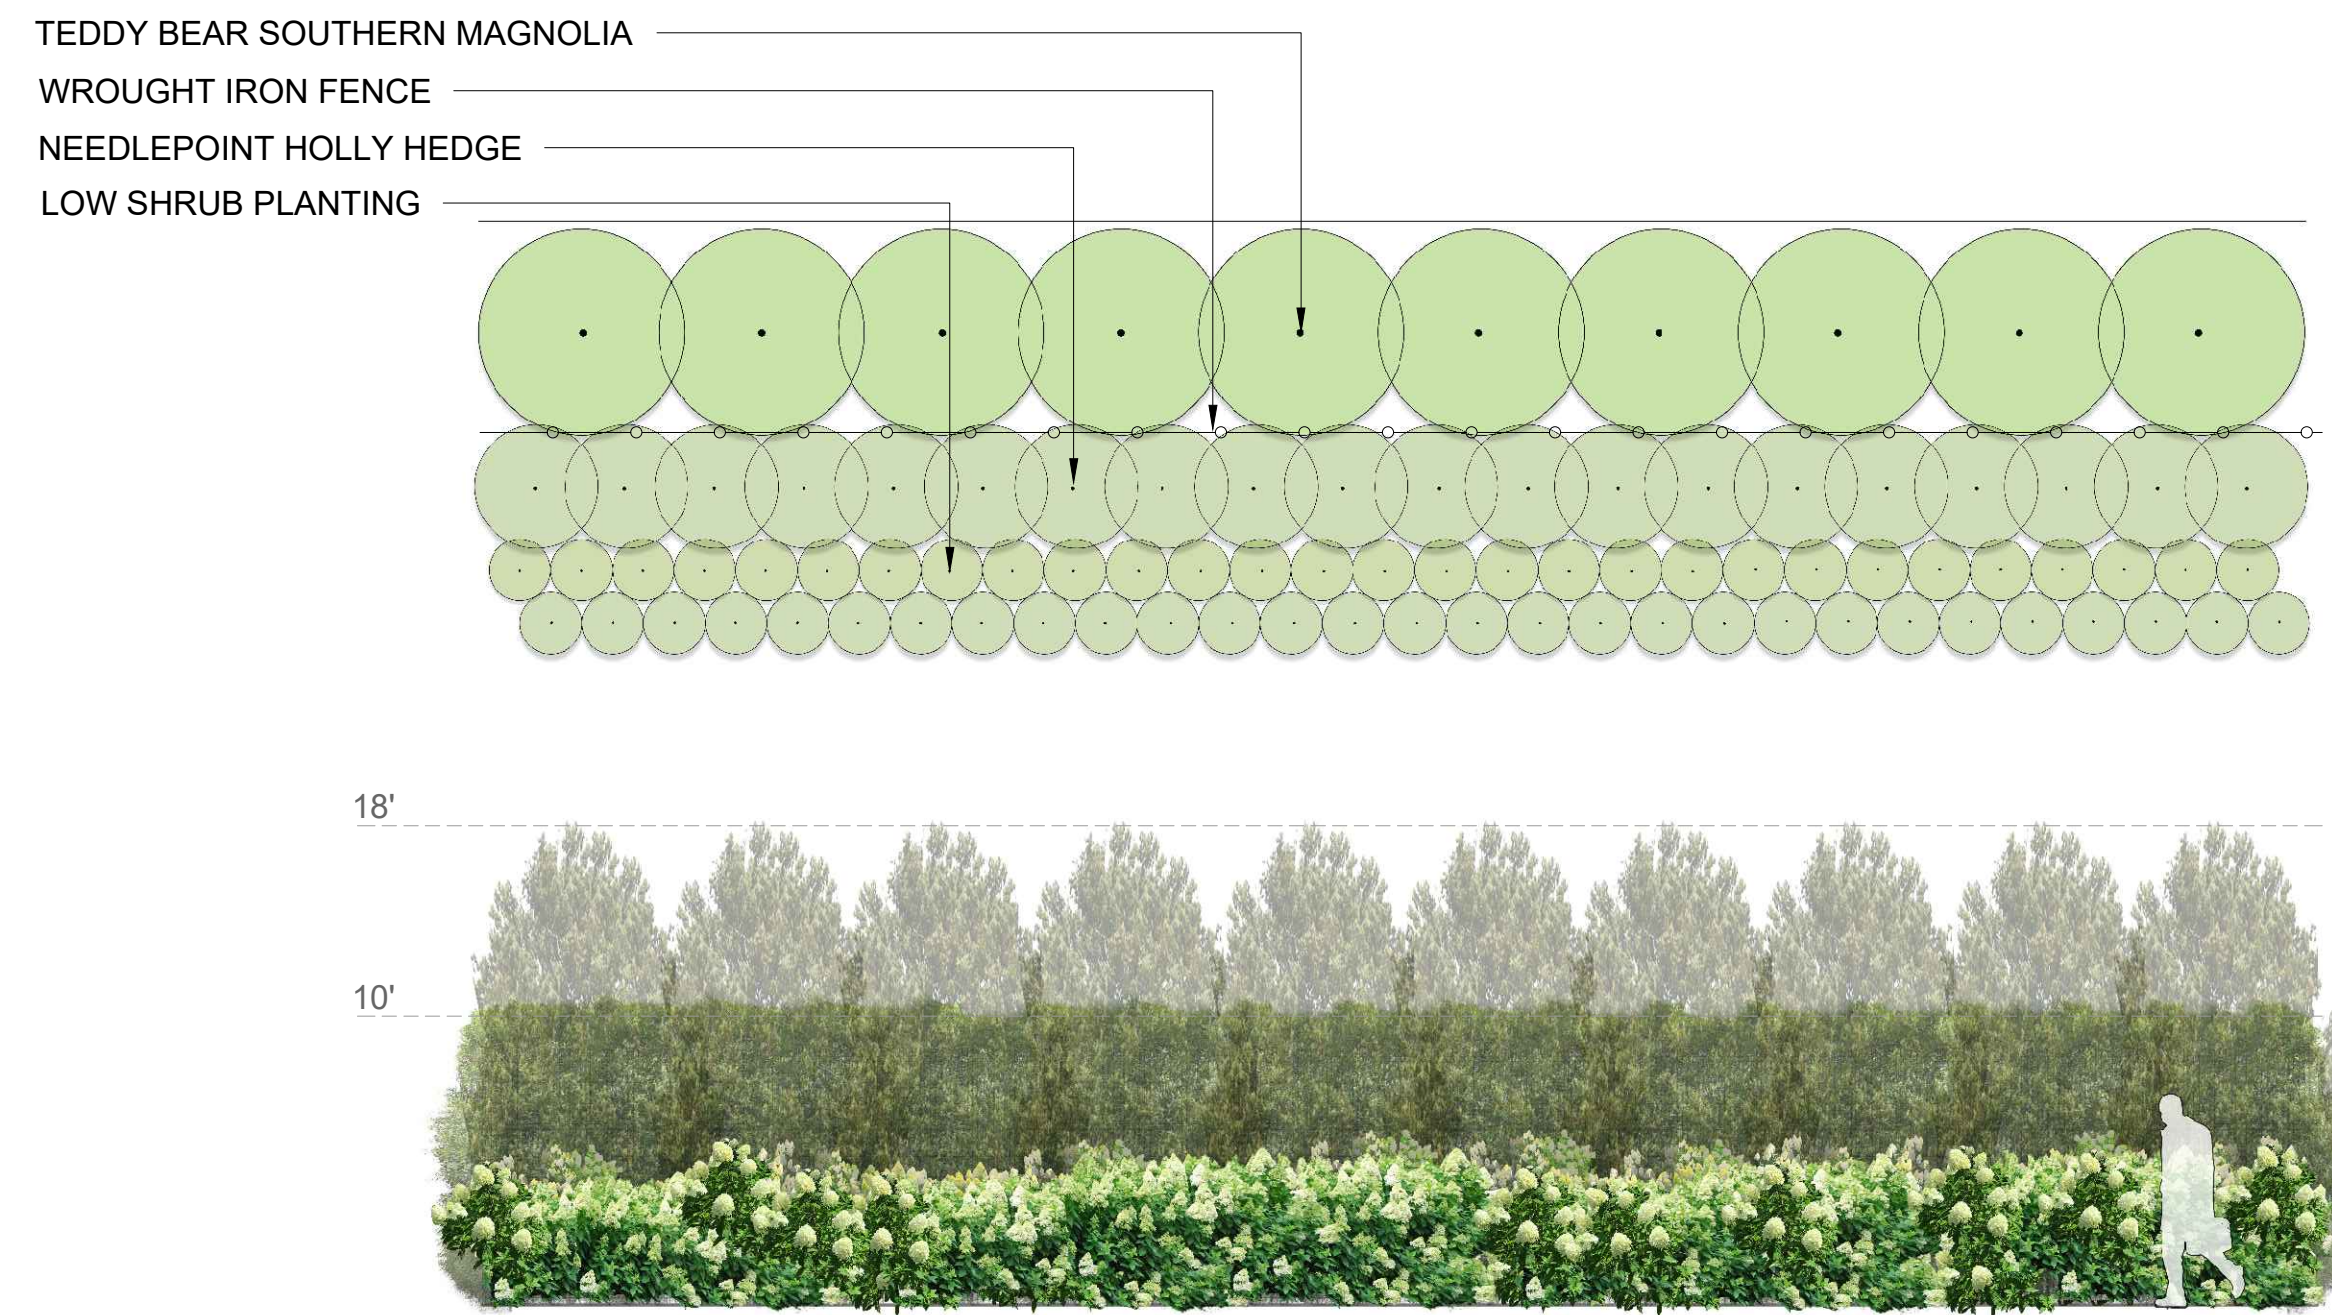 TEDDY BEAR SOUTHERN MAGNOLIA
WROUGHT IRON FENCE
NEEDLEPOINT HOLLY HEDGE
LOW SHRUB PLANTING
18'
10'